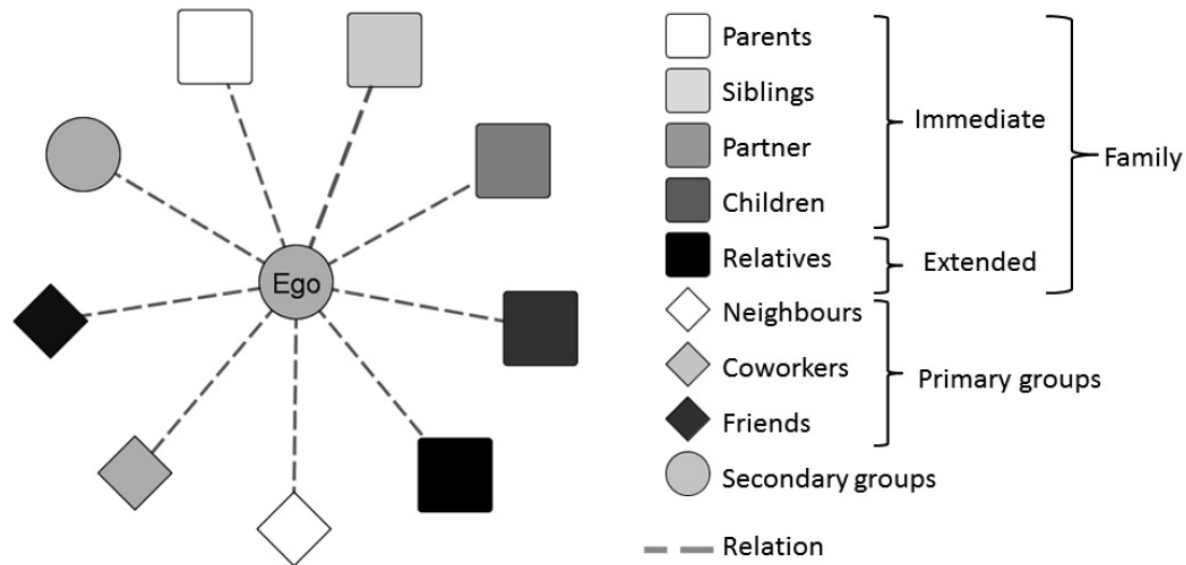 Ego
Parents
Siblings
Partner
Children
Relatives
Neighbours
Coworkers
Friends
Secondary groups
Relation
Immediate
Extended
Primary groups
Family